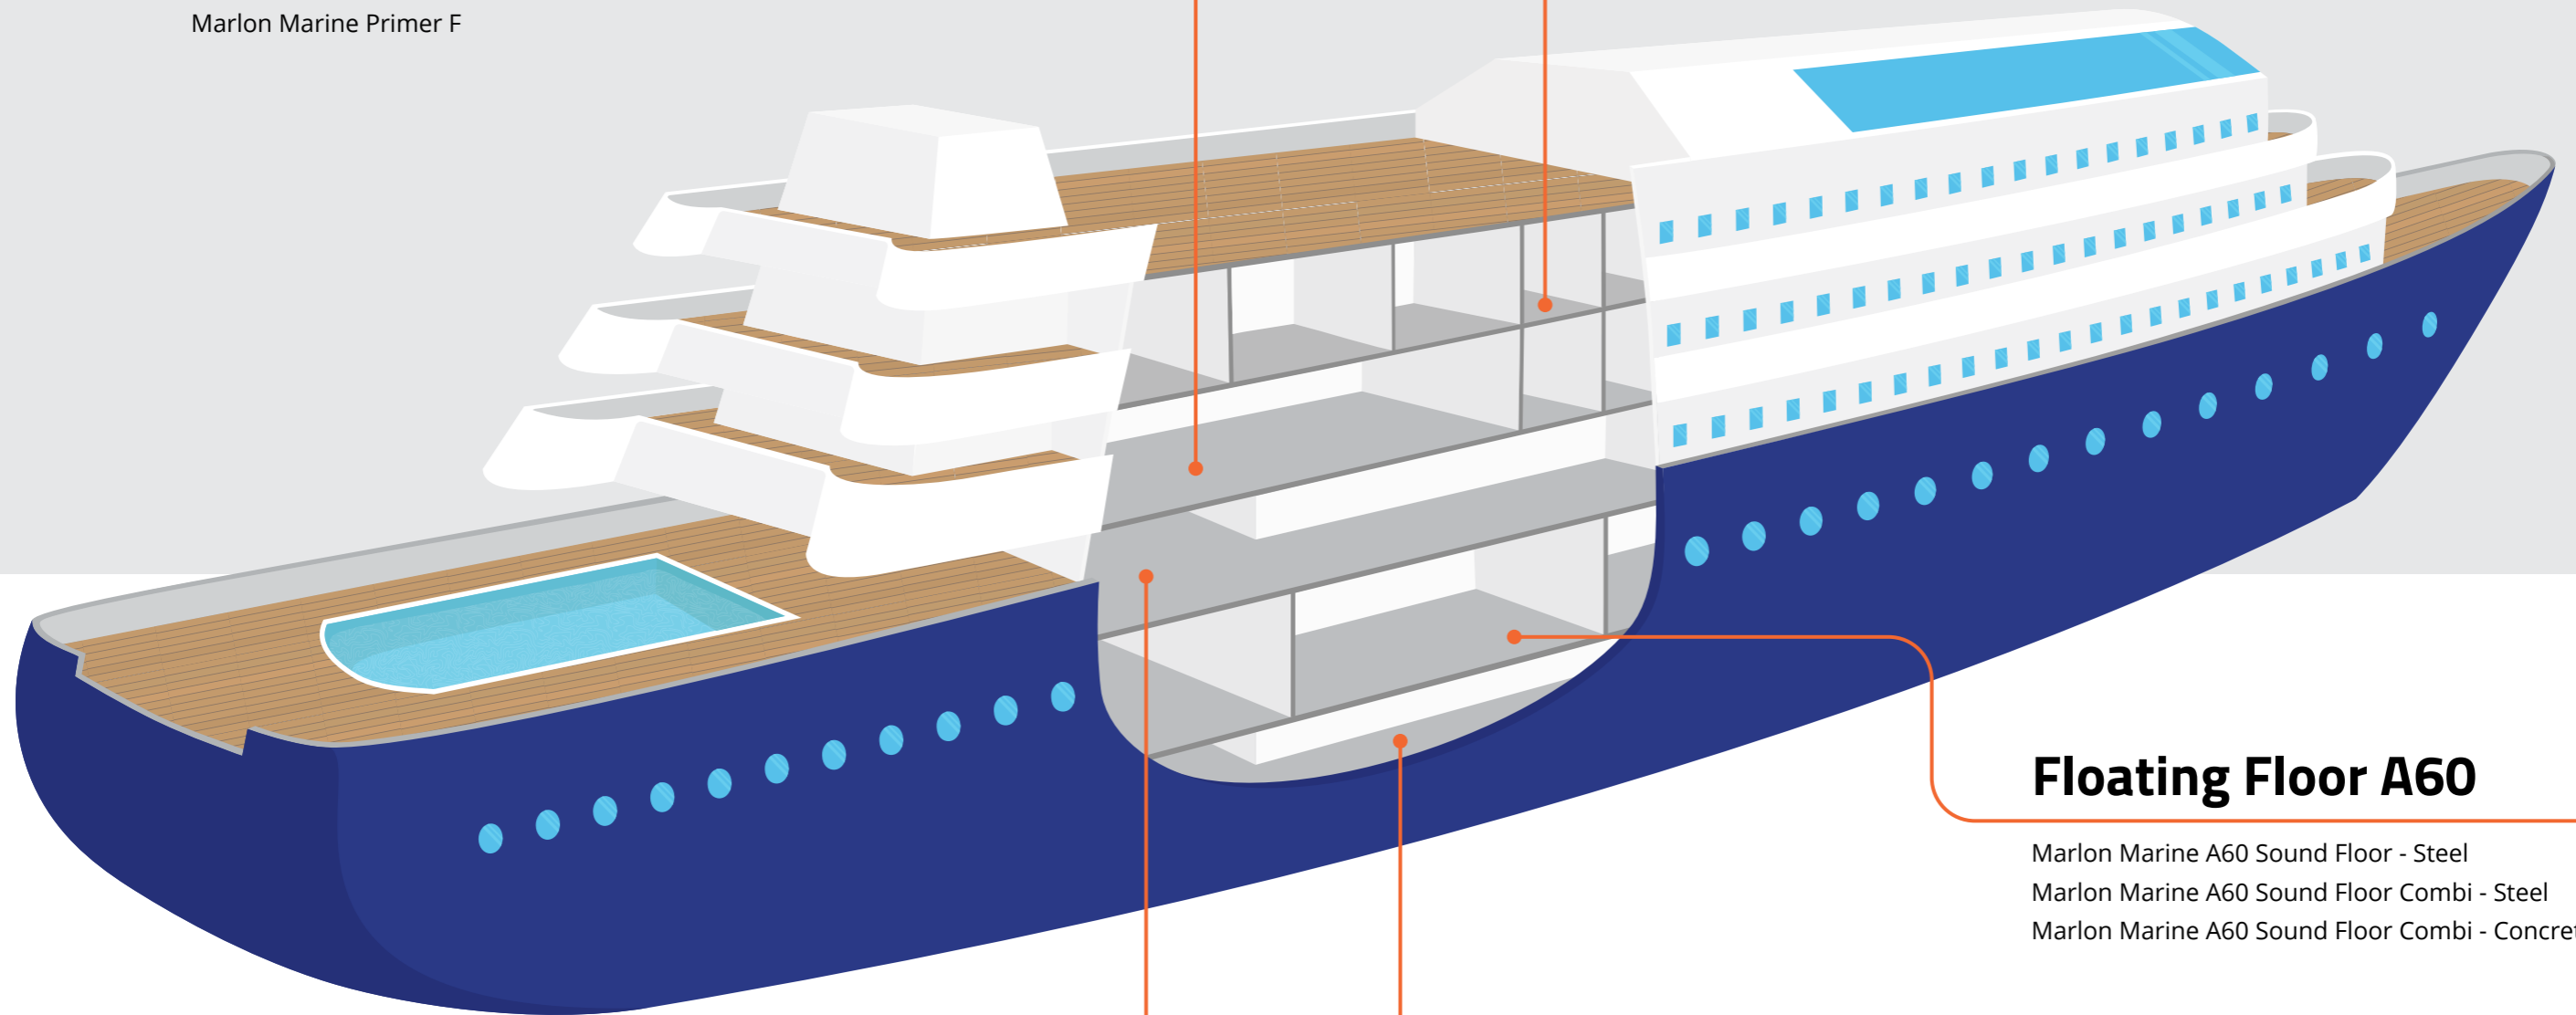 Marlon Marine Primer F
Floating Floor A60
Marlon Marine A60 Sound Floor - Steel
Marlon Marine A60 Sound Floor Combi - Steel
Marlon Marine A60 Sound Floor Combi -